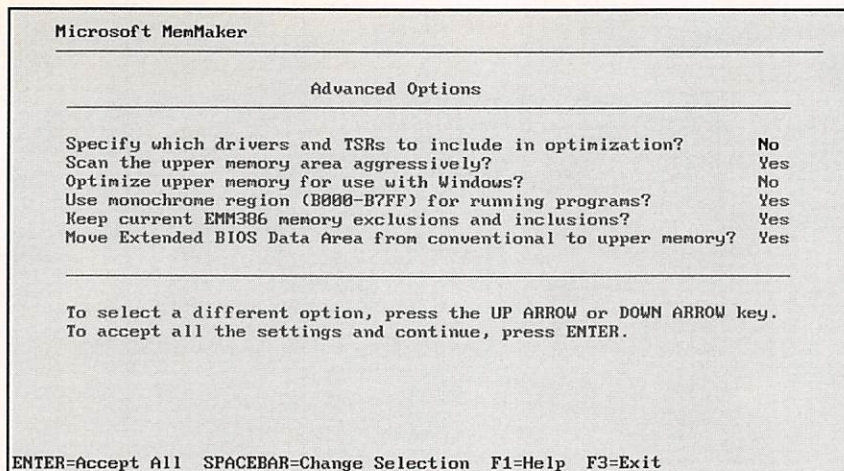 Microsoft MemMaker
Advanced Options
Specify which drivers and TSRs to include in optimization? No
Scan the upper memory area aggressively? Yes
Optimize upper memory for use with Windows? No
Use monochrome region (B000-B7FF) for running programs? Yes
Keep current EMM386 memory exclusions and inclusions? Yes
Move Extended BIOS Data Area from conventional to upper memory? Yes
To select a different option, press the UP ARROW or DOWN ARROW key.
To accept all the settings and continue, press ENTER.
ENTER=Accept All SPACEBAR=Change Selection F1=Help F3=Exit